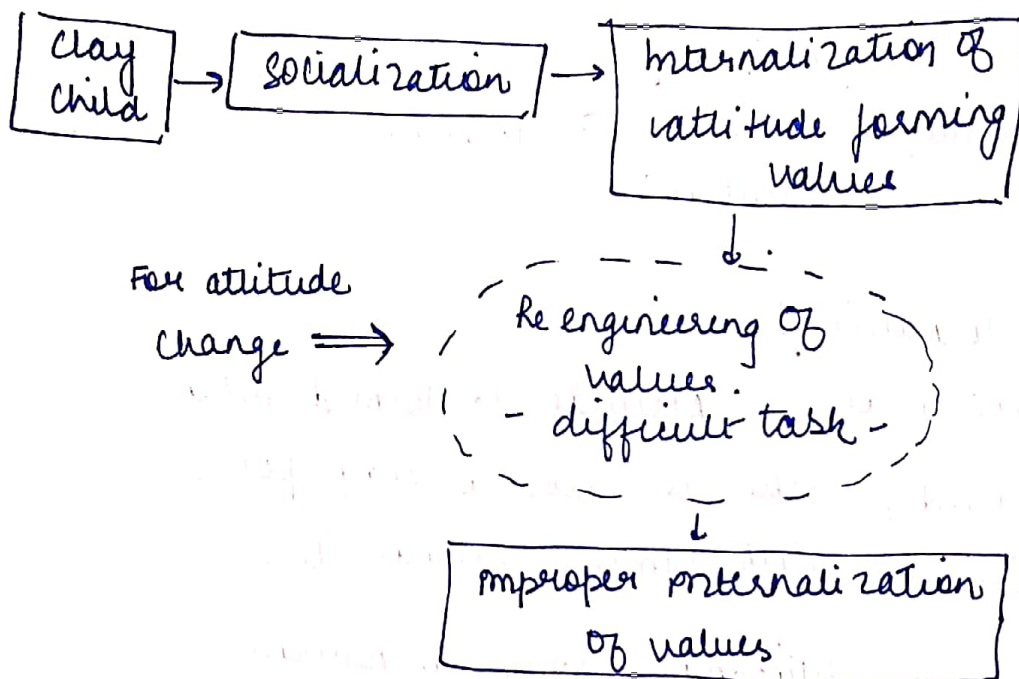 Clay
Child
Socialization
Internalization of
attitude forming
values
For attitude
change
Re engineering of
values.
- difficult task -
Improper internalization
of values